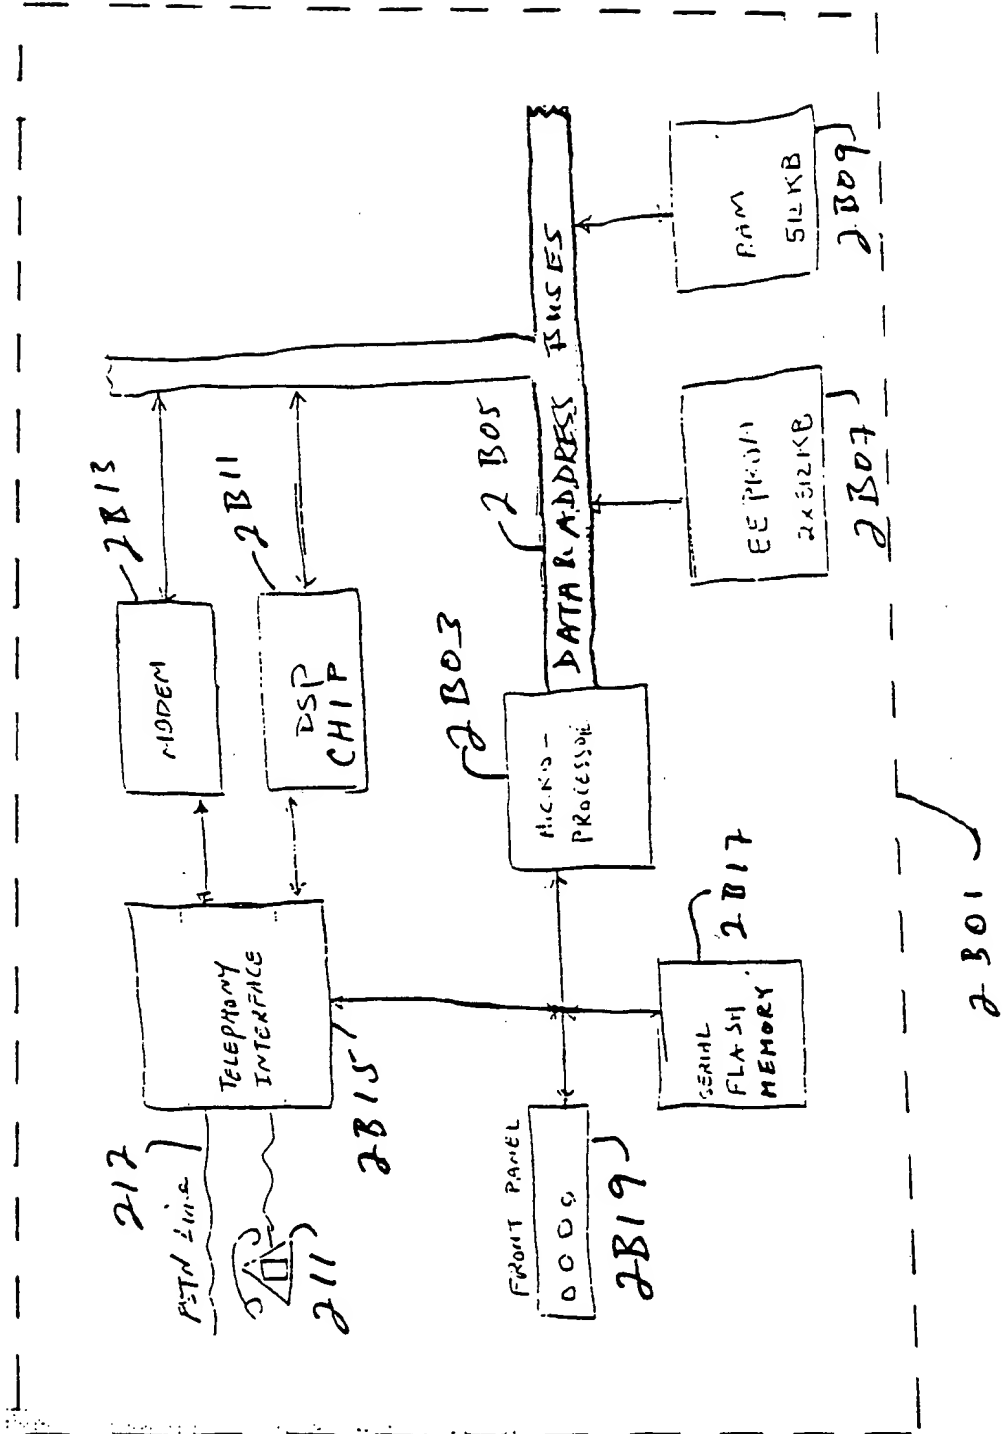 212
PSTN Line
211
TELEPHONY
INTERFACE
2B15
MODEM
2B13
DSP
CHIP
2B11
FRONT PANEL
2B19
SERIAL
FLASH
MEMORY
2B17
MICRO-
PROCESSOR
2B03
DATA & ADDRESS BUSES
2B05
EEPROM
2x512KB
2B07
RAM
512KB
2B09
2B01